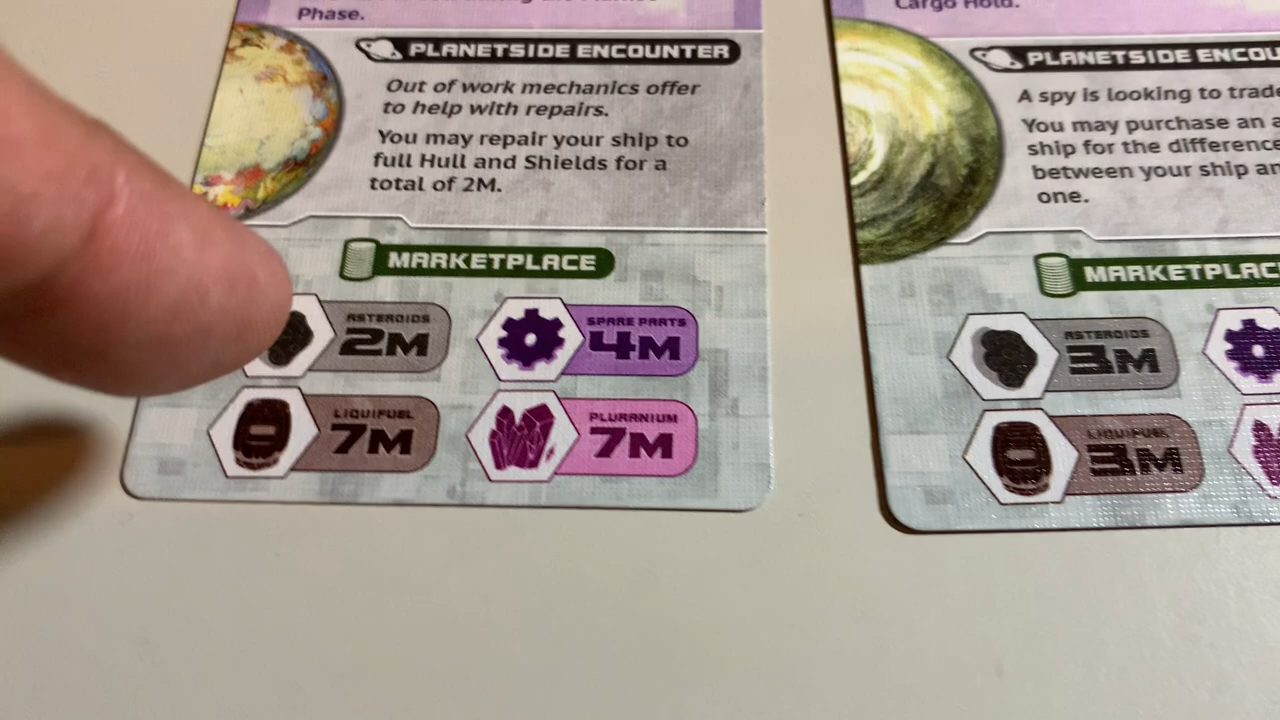 Phase.
PLANETSIDE ENCOUNTER
Out of work mechanics offer
to help with repairs.
You may repair your ship to
full Hull and Shields for a
total of 2M.
MARKETPLACE
ASTEROIDS
2M
SPARE PARTS
4M
LIQUIFUEL
7M
PLURANIUM
7M
Cargo Hold.
PLANETSIDE ENCOU
A spy is looking to trade
You may purchase an a
ship for the difference
between your ship an
one.
MARKETPLAC
ASTEROIDS
3M
LIQUIFUEL
3M